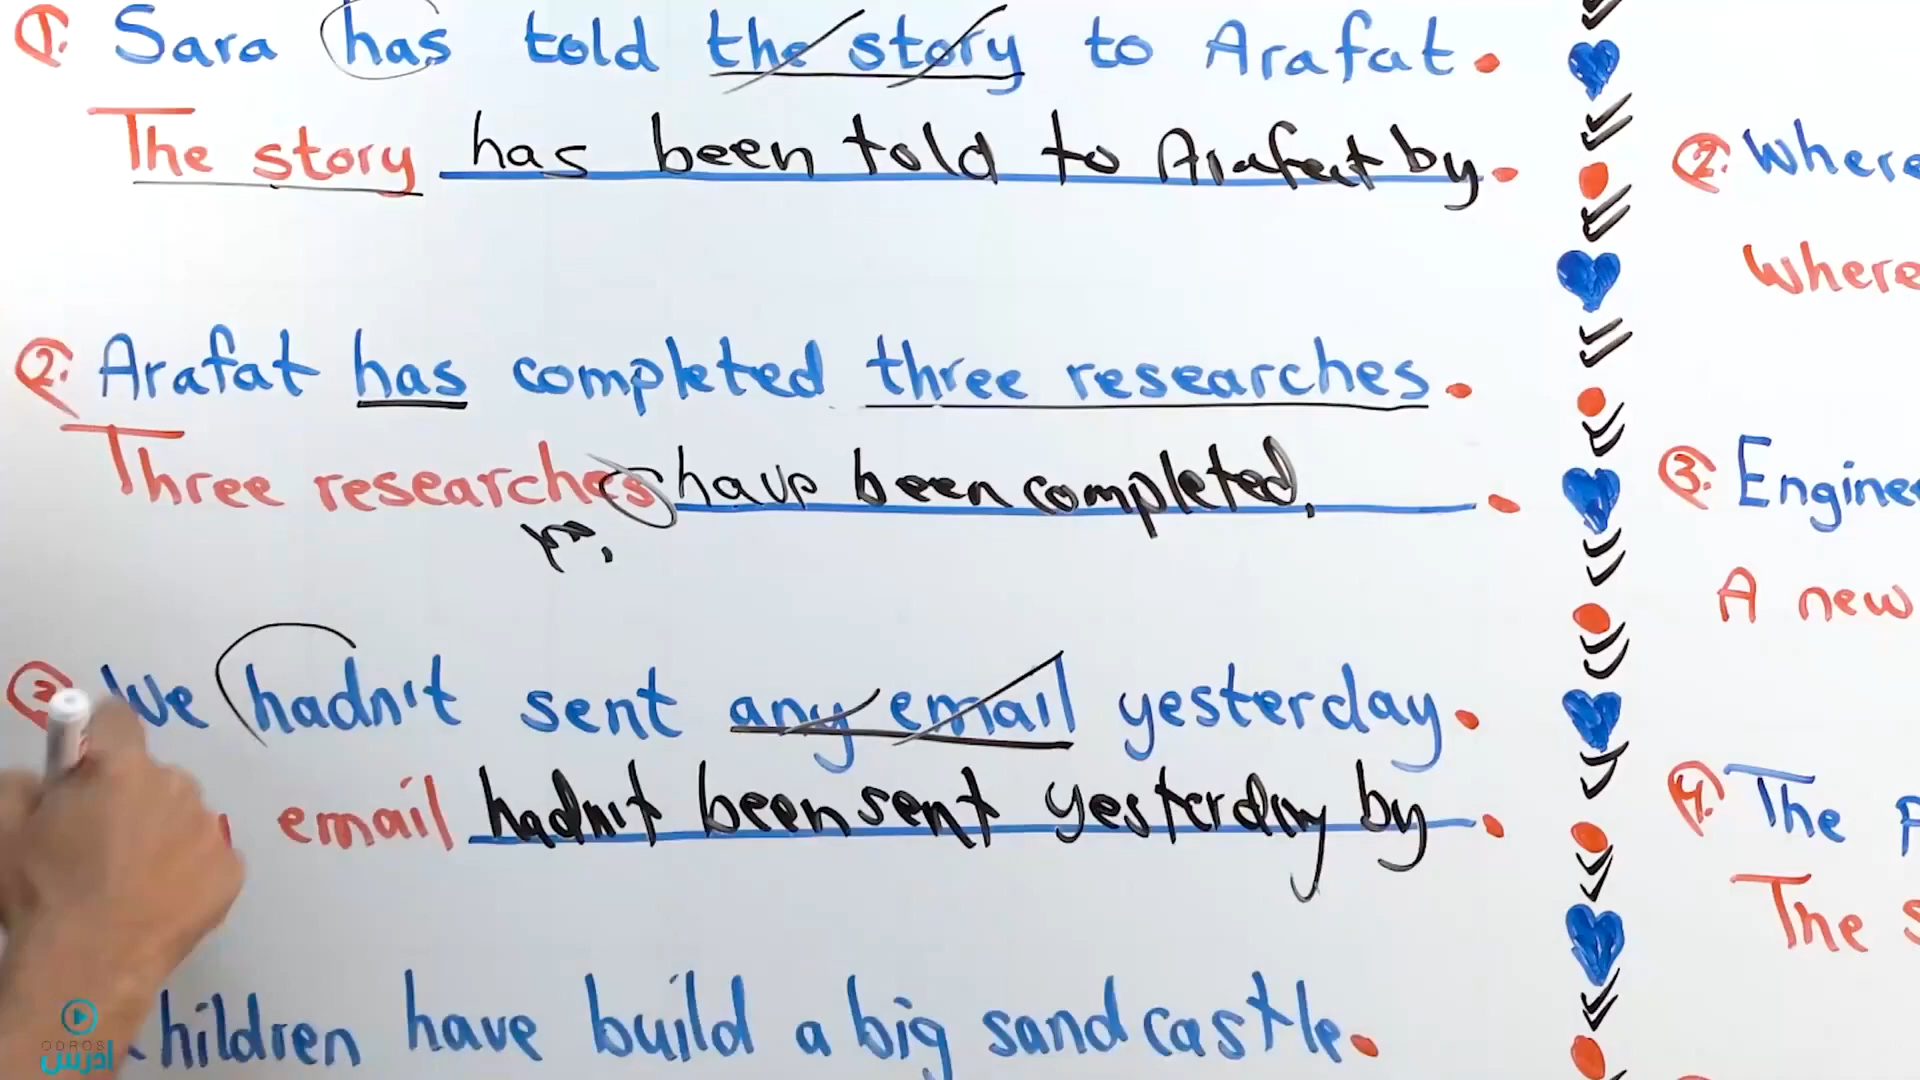 1. Sara has told the story to Arafat.
The story has been told to Arafat by.
2. Arafat has completed three researches.
Three researches have been completed.
We hadn't sent any email yesterday.
email hadn't been sent yesterday by.
hildren have build a big sand castle.
2. Where
Where
3. Engine
A new
4. The
The
ODROS
ادرس